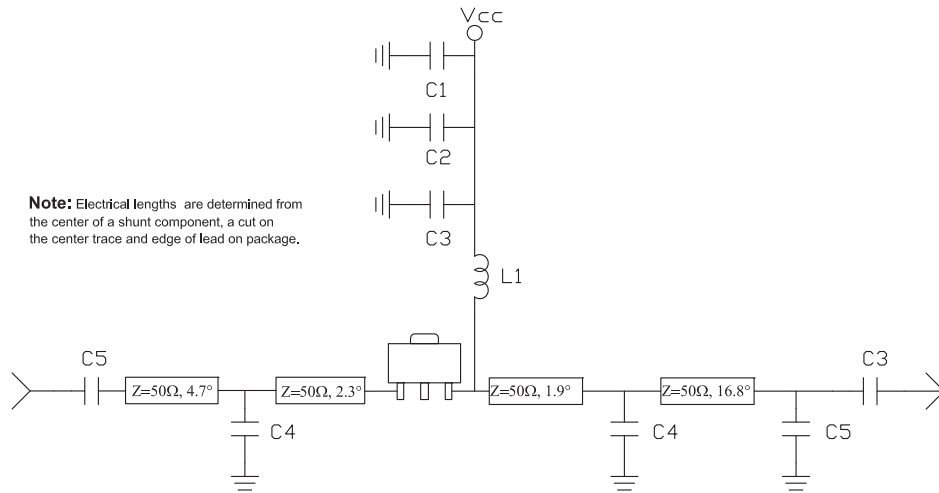 Vcc
C1
C2
Note: Electrical lengths are determined from
the center of a shunt component, a cut on
the center trace and edge of lead on package.
C3
L1
C5
C3
Z=50Ω, 4.7°
Z=50Ω, 2.3°
Z=50Ω, 1.9°
Z=50Ω, 16.8°
C4
C4
C5